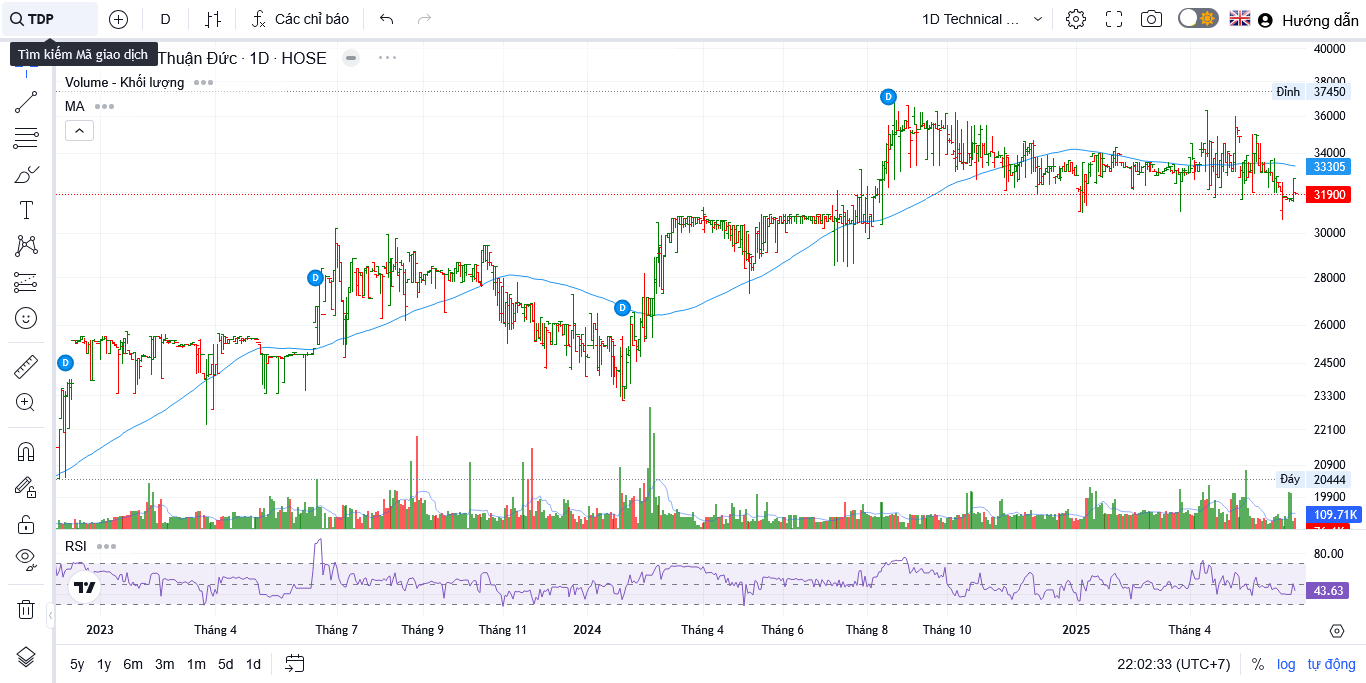 TDP
D
Các chỉ báo
1D Technical ...
Hướng dẫn
Tìm kiếm Mã giao dịch
Thuận Đức · 1D · HOSE
Volume - Khối lượng
MA
40000
38000
Đỉnh 37450
36000
34000
33305
31900
30000
28000
26000
24500
23300
22100
20900
Đáy 20444
19900
109.71K
D
D
D
D
RSI
80.00
43.63
2023
Tháng 4
Tháng 7
Tháng 9
Tháng 11
2024
Tháng 4
Tháng 6
Tháng 8
Tháng 10
2025
Tháng 4
5y 1y 6m 3m 1m 5d 1d
22:02:33 (UTC+7)
% log tự động